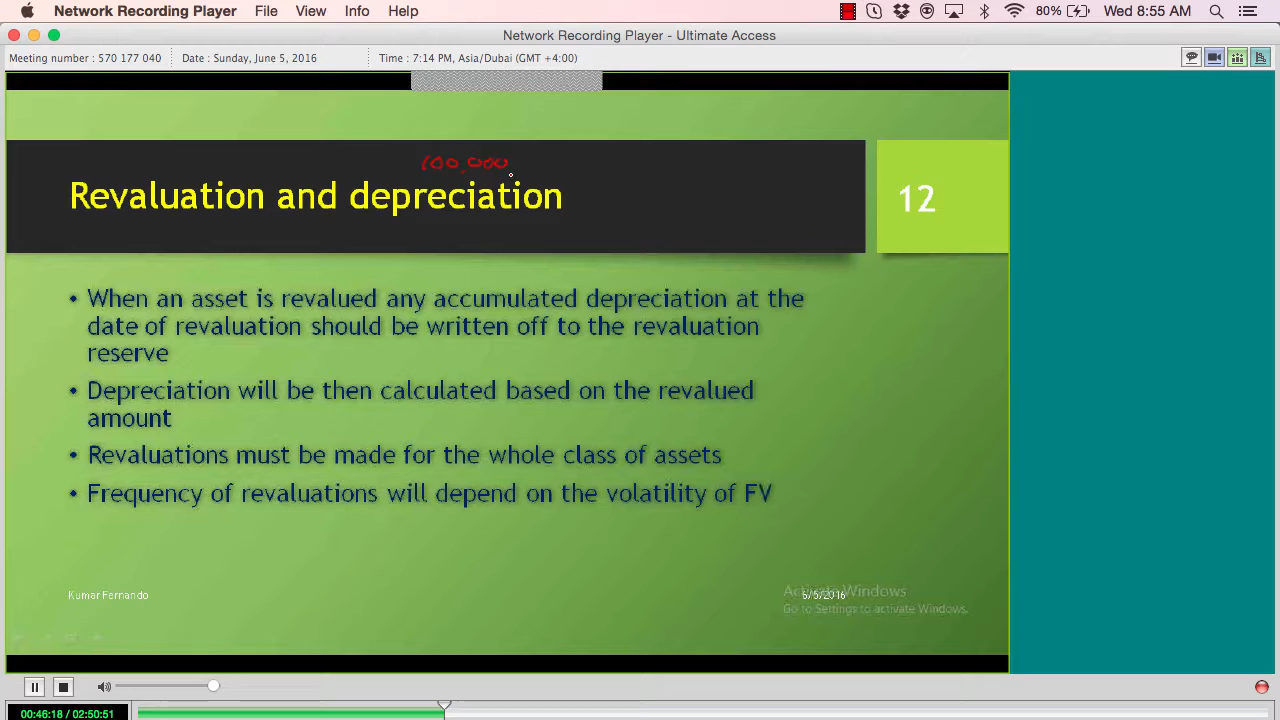 Network Recording Player File View Info Help 80% Wed 8:55 AM
Network Recording Player - Ultimate Access
Meeting number : 570 177 040 Date : Sunday, June 5, 2016 Time : 7:14 PM, Asia/Dubai (GMT +4:00)
100,000
Revaluation and depreciation
12
• When an asset is revalued any accumulated depreciation at the
date of revaluation should be written off to the revaluation
reserve
• Depreciation will be then calculated based on the revalued
amount
• Revaluations must be made for the whole class of assets
• Frequency of revaluations will depend on the volatility of FV
Kumar Fernando
6/5/2016
Activate Windows
Go to Settings to activate Windows.
00:46:18 / 02:50:51